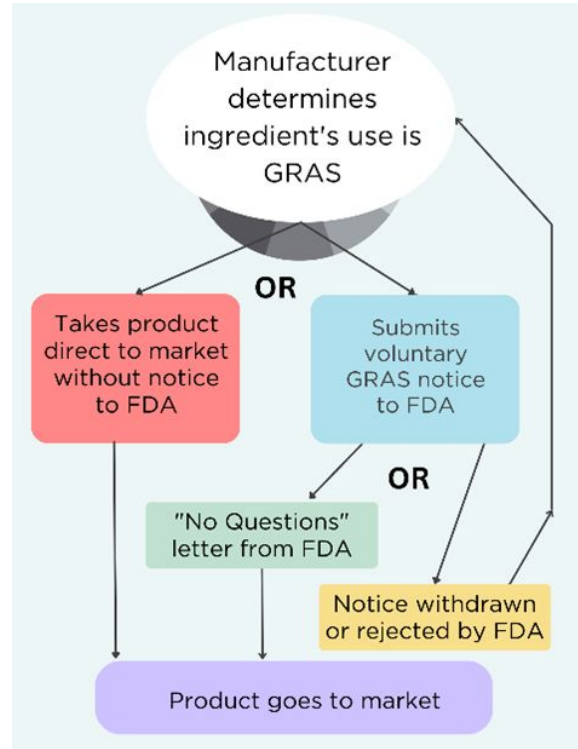 Manufacturer
determines
ingredient's use is
GRAS
OR
Takes product
direct to market
without notice
to FDA
Submits
voluntary
GRAS notice
to FDA
OR
"No Questions"
letter from FDA
Notice withdrawn
or rejected by FDA
Product goes to market